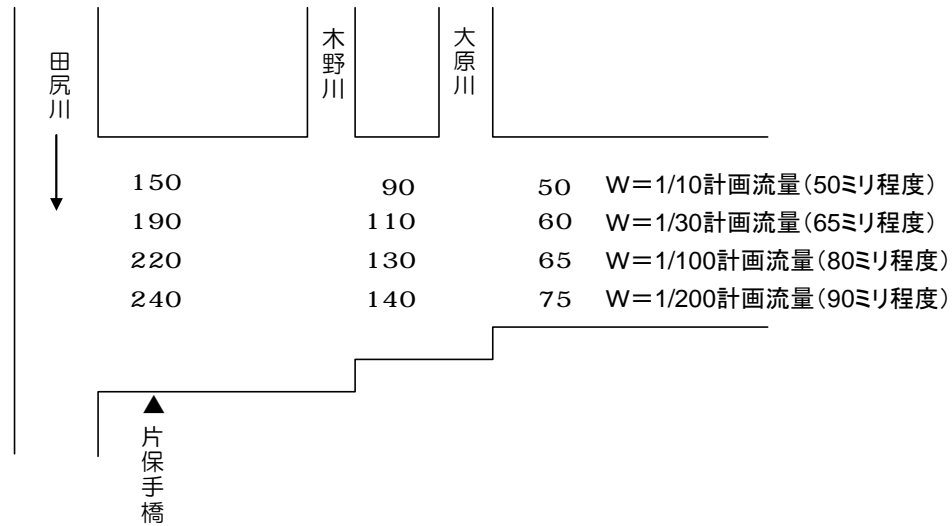 田尻川
木野川
大原川
150 90 50 W=1/10計画流量(50ミリ程度)
190 110 60 W=1/30計画流量(65ミリ程度)
220 130 65 W=1/100計画流量(80ミリ程度)
240 140 75 W=1/200計画流量(90ミリ程度)
片保手橋